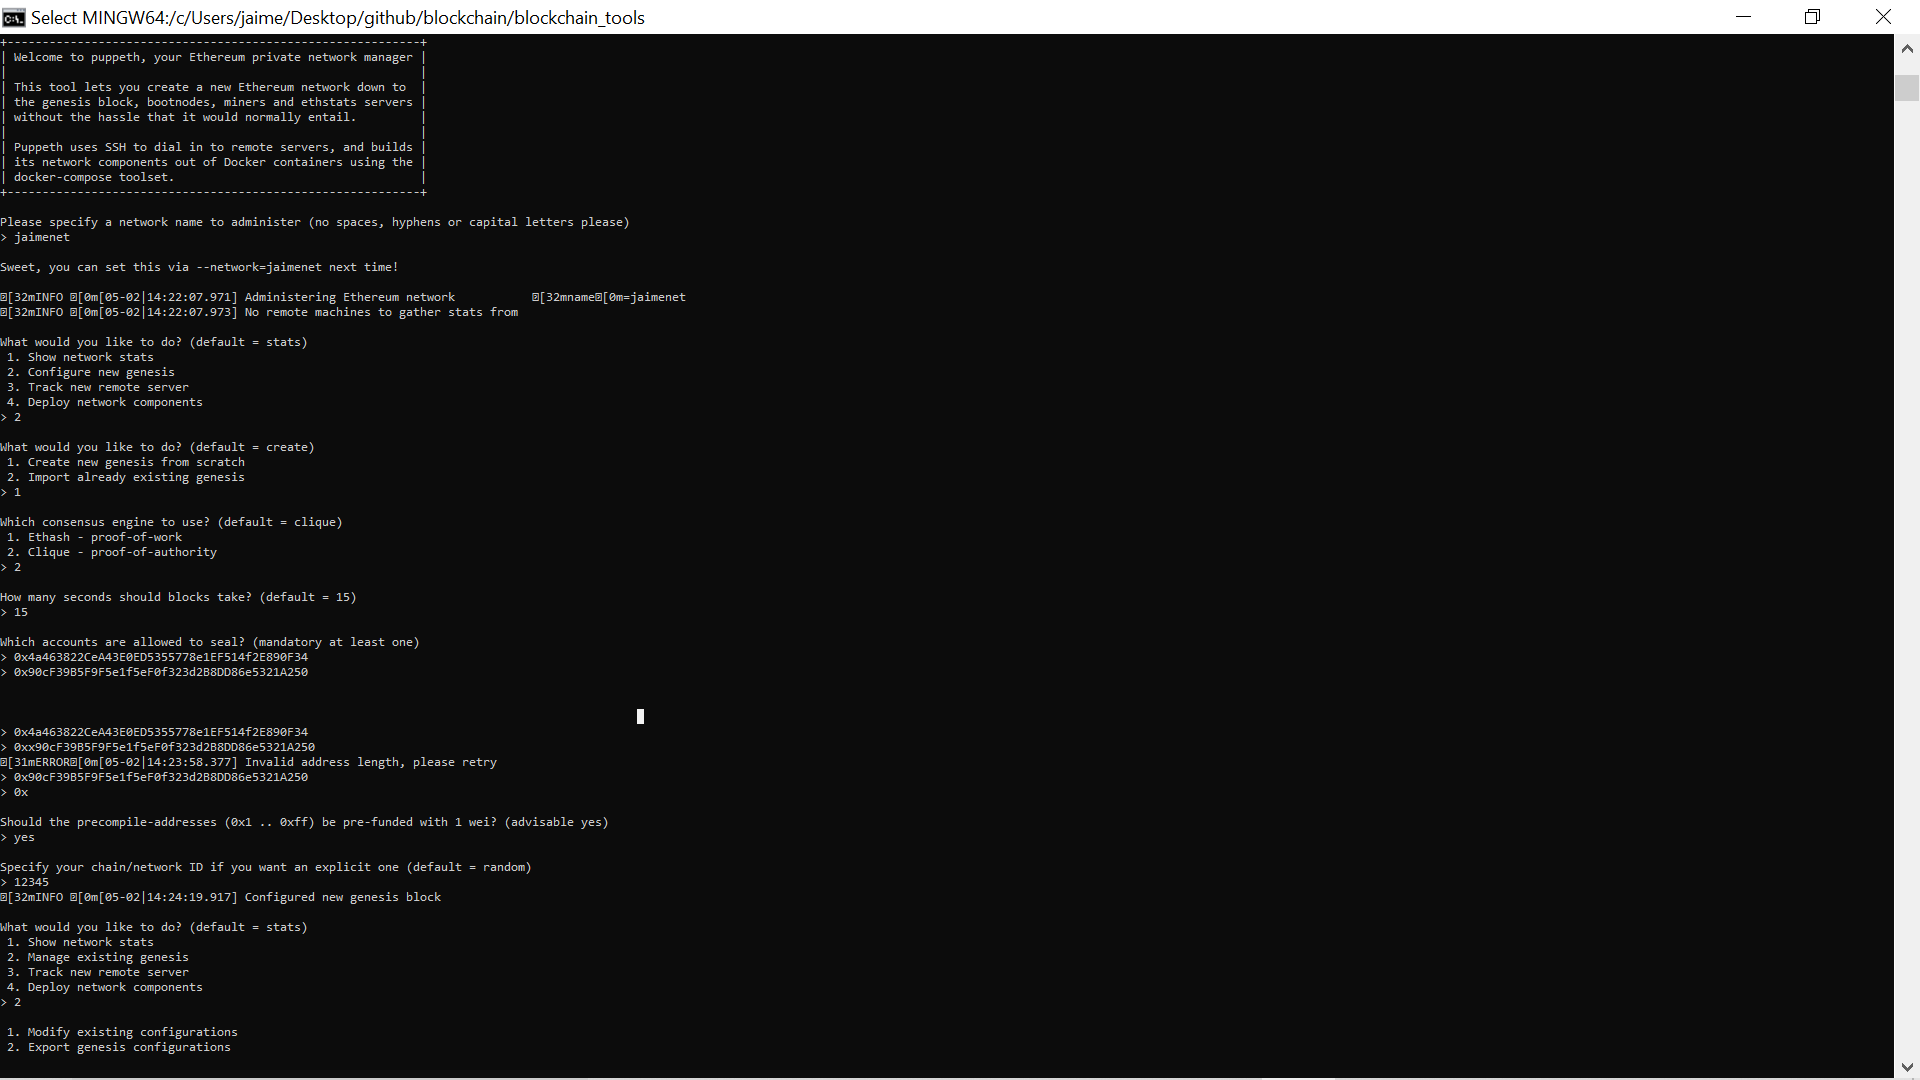 Select MINGW64:/c/Users/jaime/Desktop/github/blockchain/blockchain_tools
+-----------------------------------------------------------+
| Welcome to puppeth, your Ethereum private network manager |
| |
| This tool lets you create a new Ethereum network down to |
| the genesis block, bootnodes, miners and ethstats servers |
| without the hassle that it would normally entail. |
| |
| Puppeth uses SSH to dial in to remote servers, and builds |
| its network components out of Docker containers using the |
| docker-compose toolset. |
+-----------------------------------------------------------+
Please specify a network name to administer (no spaces, hyphens or capital letters please)
> jaimenet
Sweet, you can set this via --network=jaimenet next time!
[32mINFO [0m[05-02|14:22:07.971] Administering Ethereum network [32mname[0m=jaimenet
[32mINFO [0m[05-02|14:22:07.973] No remote machines to gather stats from
What would you like to do? (default = stats)
1. Show network stats
2. Configure new genesis
3. Track new remote server
4. Deploy network components
> 2
What would you like to do? (default = create)
1. Create new genesis from scratch
2. Import already existing genesis
> 1
Which consensus engine to use? (default = clique)
1. Ethash - proof-of-work
2. Clique - proof-of-authority
> 2
How many seconds should blocks take? (default = 15)
> 15
Which accounts are allowed to seal? (mandatory at least one)
> 0x4a463822CeA43E0ED5355778e1EF514f2E890F34
> 0x90cF39B5F9F5e1f5eF0f323d2B8DD86e5321A250
> 0x4a463822CeA43E0ED5355778e1EF514f2E890F34
> 0xx90cF39B5F9F5e1f5eF0f323d2B8DD86e5321A250
[31mERROR[0m[05-02|14:23:58.377] Invalid address length, please retry
> 0x90cF39B5F9F5e1f5eF0f323d2B8DD86e5321A250
> 0x
Should the precompile-addresses (0x1 .. 0xff) be pre-funded with 1 wei? (advisable yes)
> yes
Specify your chain/network ID if you want an explicit one (default = random)
> 12345
[32mINFO [0m[05-02|14:24:19.917] Configured new genesis block
What would you like to do? (default = stats)
1. Show network stats
2. Manage existing genesis
3. Track new remote server
4. Deploy network components
> 2
1. Modify existing configurations
2. Export genesis configurations